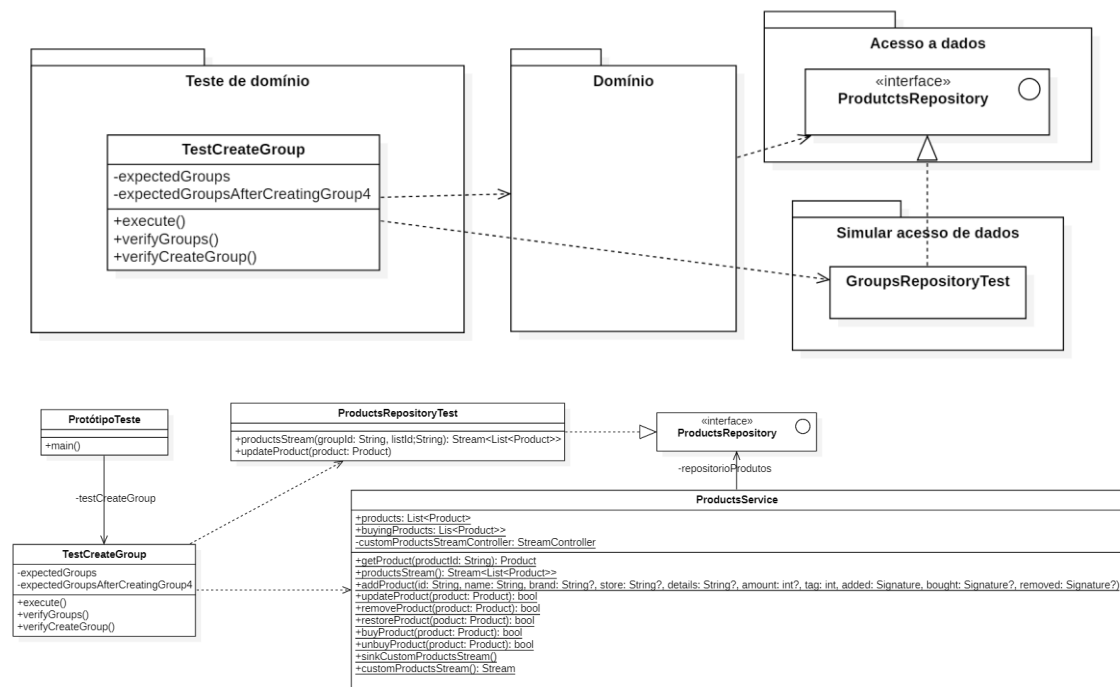 Teste de domínio
TestCreateGroup
-expectedGroups
-expectedGroupsAfterCreatingGroup4
+execute()
+verifyGroups()
+verifyCreateGroup()
Domínio
Acesso a dados
«interface»
ProdutctsRepository
Simular acesso de dados
GroupsRepositoryTest
ProtótipoTeste
+main()
-testCreateGroup
TestCreateGroup
-expectedGroups
-expectedGroupsAfterCreatingGroup4
+execute()
+verifyGroups()
+verifyCreateGroup()
ProductsRepositoryTest
+productsStream(groupId: String, listId;String): Stream<List<Product>>
+updateProduct(product: Product)
«interface»
ProductsRepository
-repositorioProdutos
ProductsService
+products: List<Product>
+buyingProducts: Lis<Product>>
-customProductsStreamController: StreamController
+getProduct(productId: String): Product
+productsStream(): Stream<List<Product>>
+addProduct(id: String, name: String, brand: String?, store: String?, details: String?, amount: int?, tag: int, added: Signature, bought: Signature?, removed: Signature?)
+updateProduct(product: Product): bool
+removeProduct(product: Product): bool
+restoreProduct(poduct: Product): bool
+buyProduct(product: Product): bool
+unbuyProduct(product: Product): bool
+sinkCustomProductsStream()
+customProductsStream(): Stream